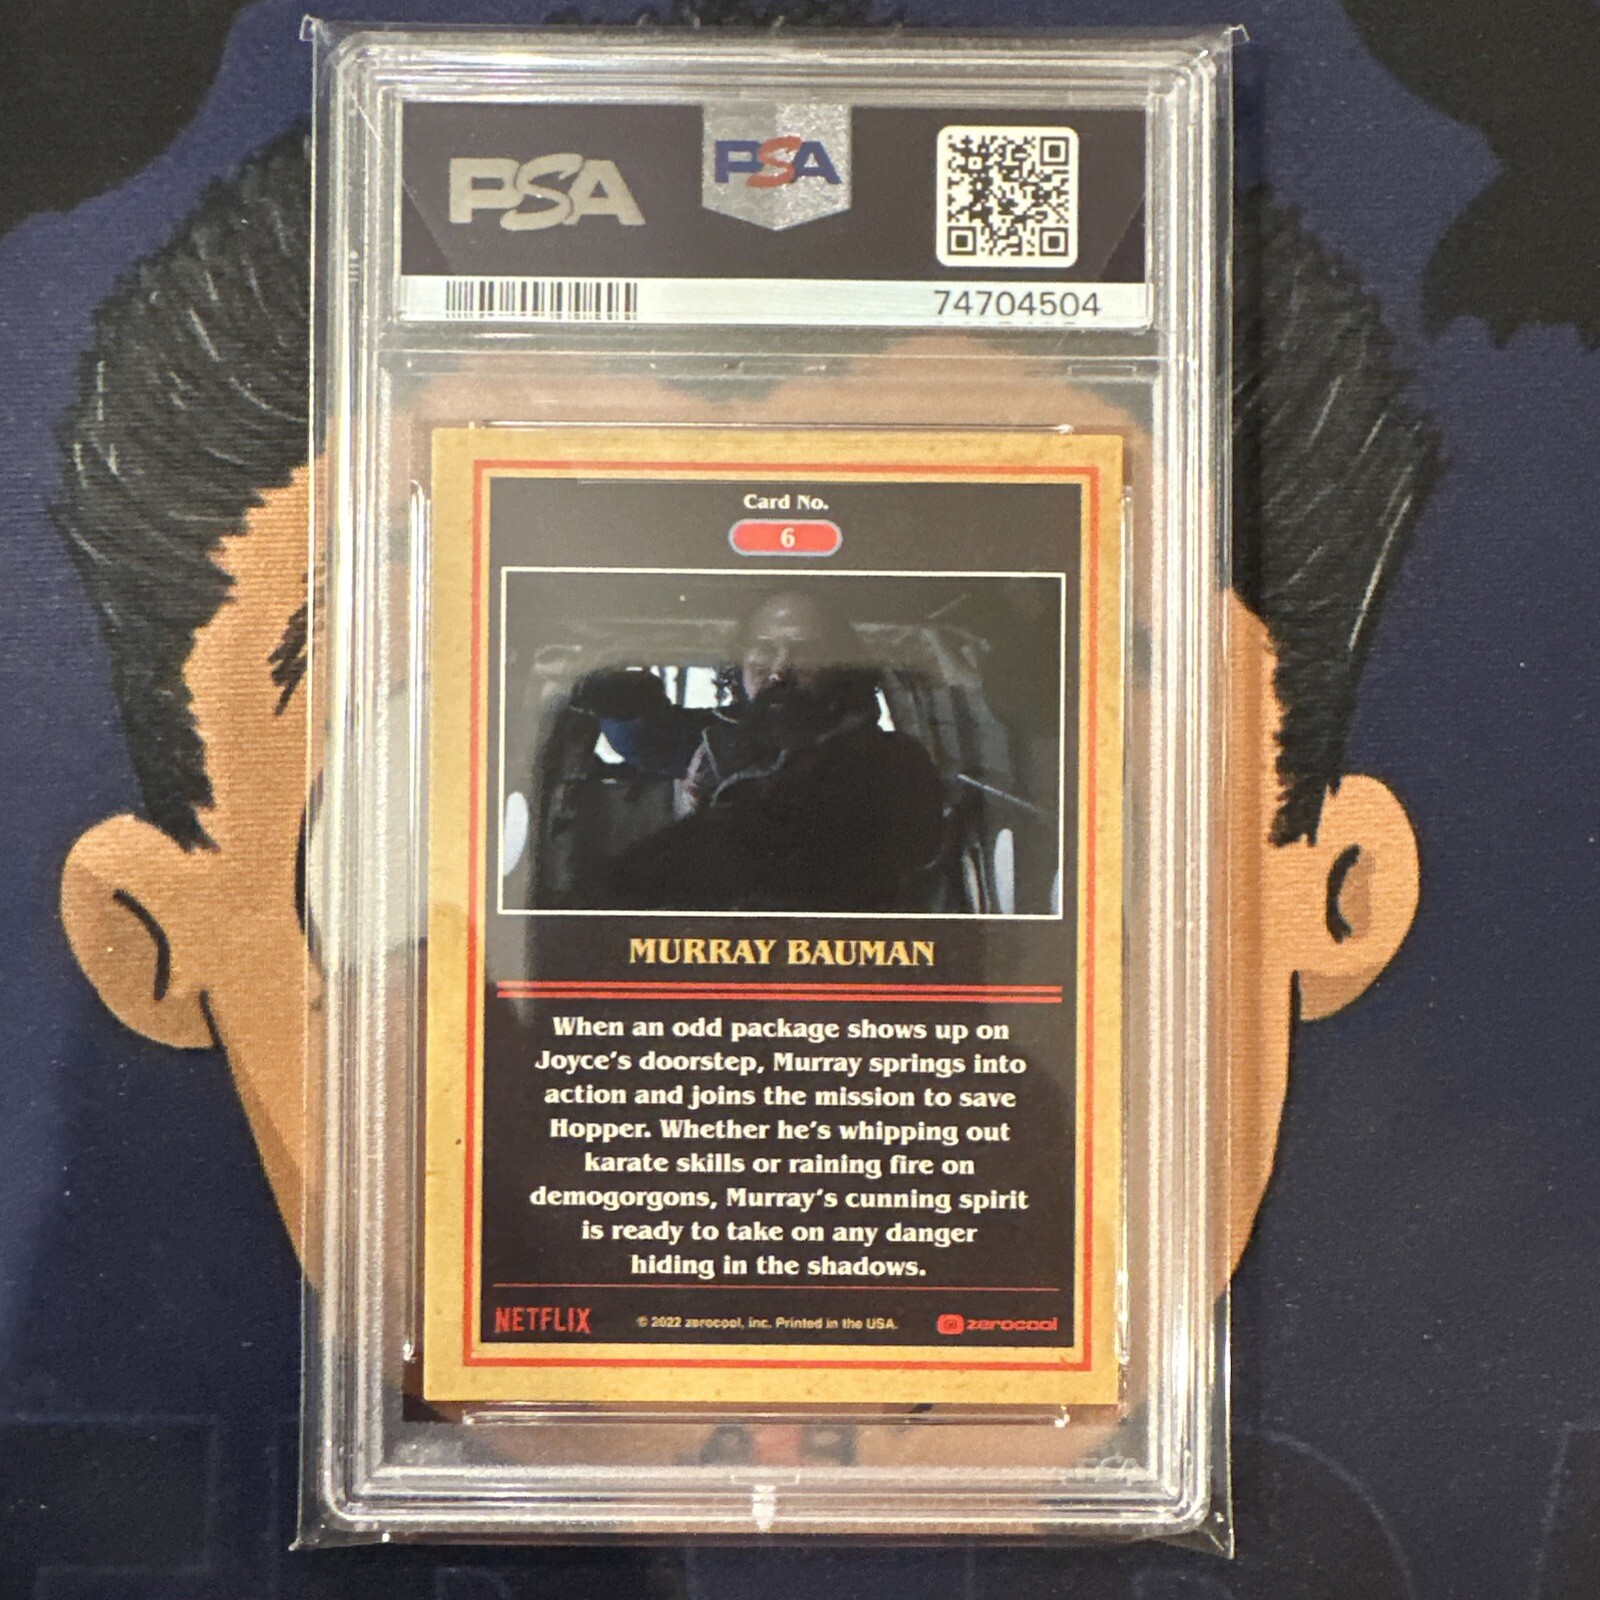 PSA
PSA
74704504
Card No.
6
MURRAY BAUMAN
When an odd package shows up on
Joyce's doorstep, Murray springs into
action and joins the mission to save
Hopper. Whether he's whipping out
karate skills or raining fire on
demogorgons, Murray's cunning spirit
is ready to take on any danger
hiding in the shadows.
NETFLIX
© 2022 zerocool, inc. Printed in the USA.
zerocool
PSA